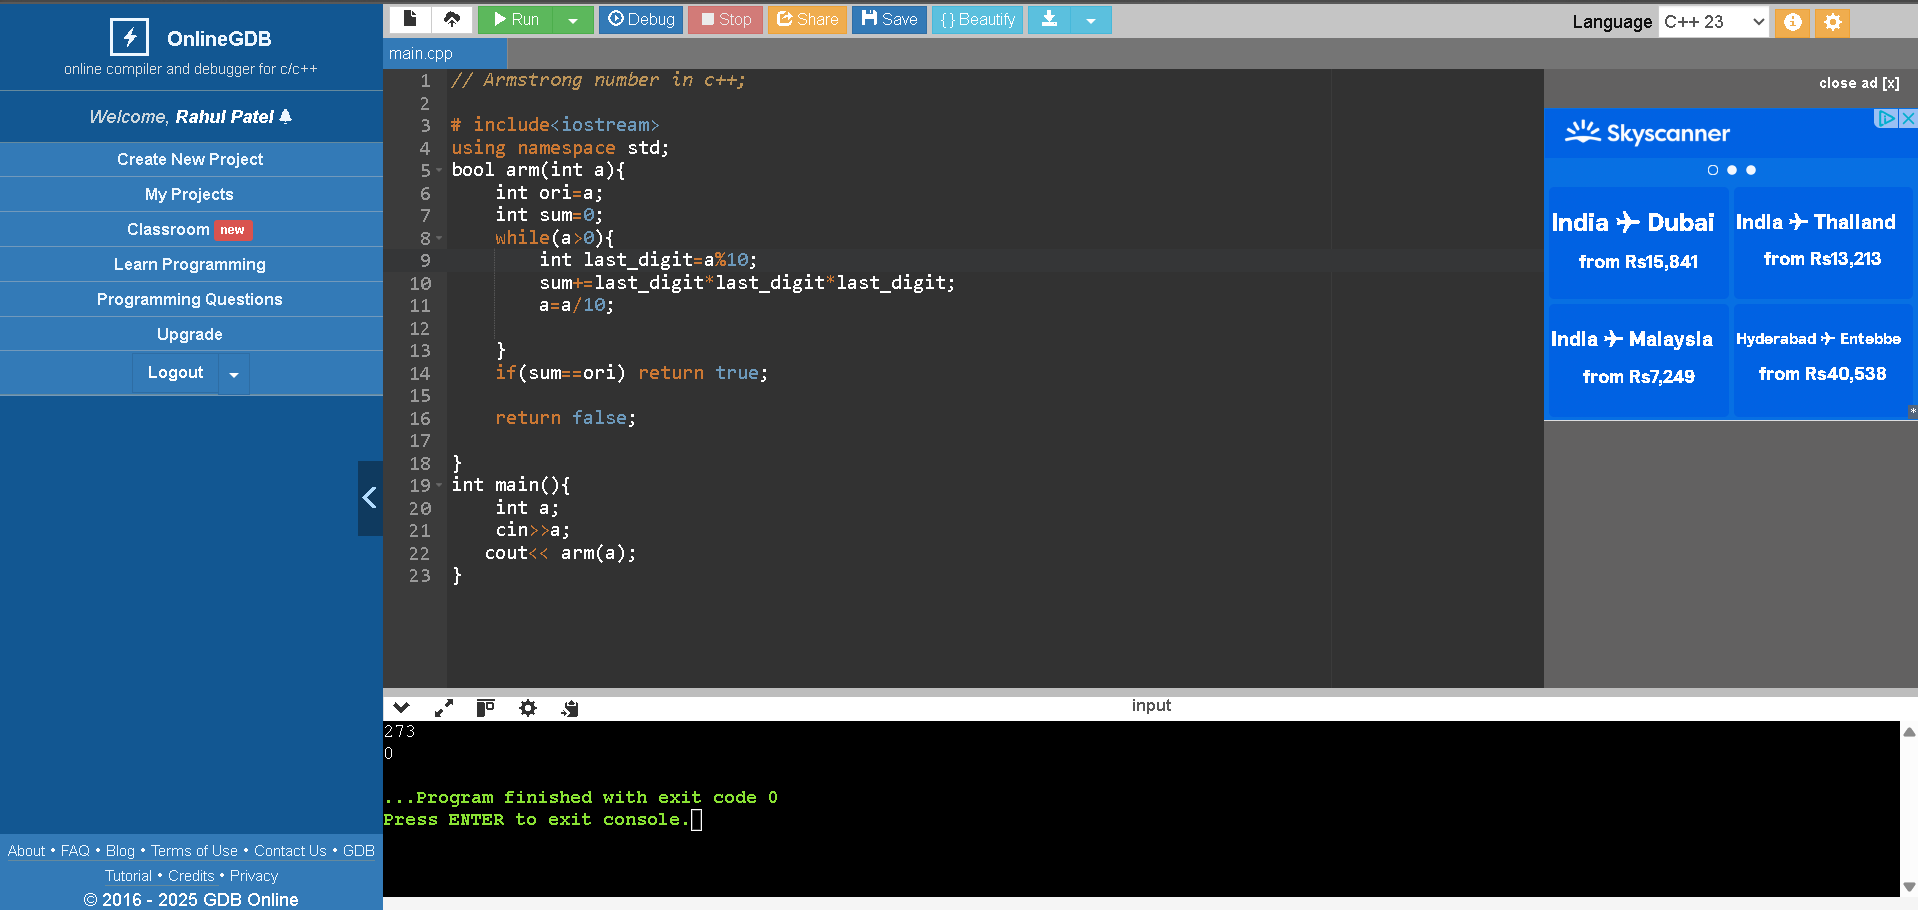 OnlineGDB
online compiler and debugger for c/c++
Welcome, Rahul Patel
Create New Project
My Projects
Classroom new
Learn Programming
Programming Questions
Upgrade
Logout
About • FAQ • Blog • Terms of Use • Contact Us • GDB
Tutorial • Credits • Privacy
© 2016 - 2025 GDB Online
Run Debug Stop Share Save {} Beautify
Language C++ 23
main.cpp
1 // Armstrong number in c++;
2
3 # include<iostream>
4 using namespace std;
5 bool arm(int a){
6     int ori=a;
7     int sum=0;
8     while(a>0){
9         int last_digit=a%10;
10         sum+=last_digit*last_digit*last_digit;
11         a=a/10;
12
13     }
14     if(sum==ori) return true;
15
16     return false;
17
18 }
19 int main(){
20     int a;
21     cin>>a;
22    cout<< arm(a);
23 }
close ad [x]
Skyscanner
India ✈ Dubai
from Rs15,841
India ✈ Thailand
from Rs13,213
India ✈ Malaysia
from Rs7,249
Hyderabad ✈ Entebbe
from Rs40,538
input
273
0
...Program finished with exit code 0
Press ENTER to exit console.